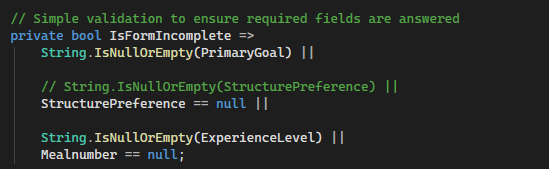 // Simple validation to ensure required fields are answered
private bool IsFormIncomplete =>
String.IsNullOrEmpty(PrimaryGoal) ||
// String.IsNullOrEmpty(StructurePreference) ||
StructurePreference == null ||
String.IsNullOrEmpty(ExperienceLevel) ||
Mealnumber == null;